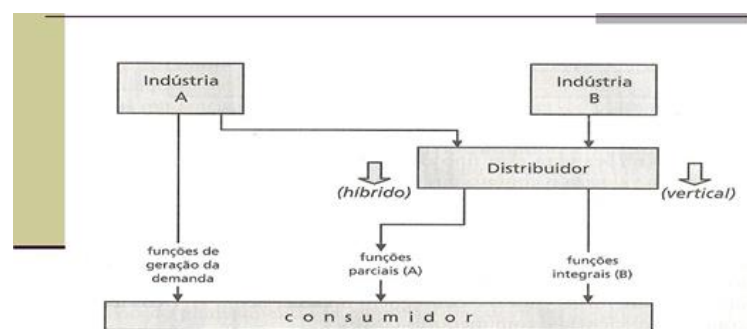 Indústria
A
Indústria
B
Distribuidor
(híbrido)
(vertical)
funções de
geração da
demanda
funções
parciais (A)
funções
integrais (B)
consumidor